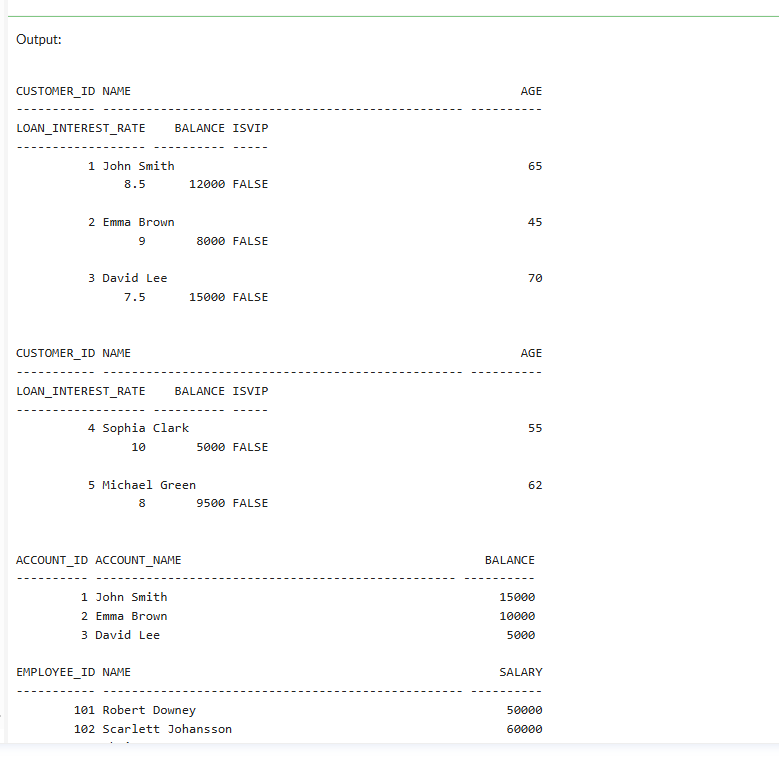 Output:
CUSTOMER_ID NAME                                                      AGE
----------- -------------------------------------------------- ----------
LOAN_INTEREST_RATE    BALANCE ISVIP
------------------ ---------- -----
          1 John Smith                                                 65
               8.5      12000 FALSE
          2 Emma Brown                                                 45
                 9       8000 FALSE
          3 David Lee                                                  70
               7.5      15000 FALSE
CUSTOMER_ID NAME                                                      AGE
----------- -------------------------------------------------- ----------
LOAN_INTEREST_RATE    BALANCE ISVIP
------------------ ---------- -----
          4 Sophia Clark                                               55
                10       5000 FALSE
          5 Michael Green                                              62
                 8       9500 FALSE
ACCOUNT_ID ACCOUNT_NAME                                          BALANCE
---------- -------------------------------------------------- ----------
         1 John Smith                                              15000
         2 Emma Brown                                              10000
         3 David Lee                                                5000
EMPLOYEE_ID NAME                                                   SALARY
----------- -------------------------------------------------- ----------
        101 Robert Downey                                           50000
        102 Scarlett Johansson                                      60000